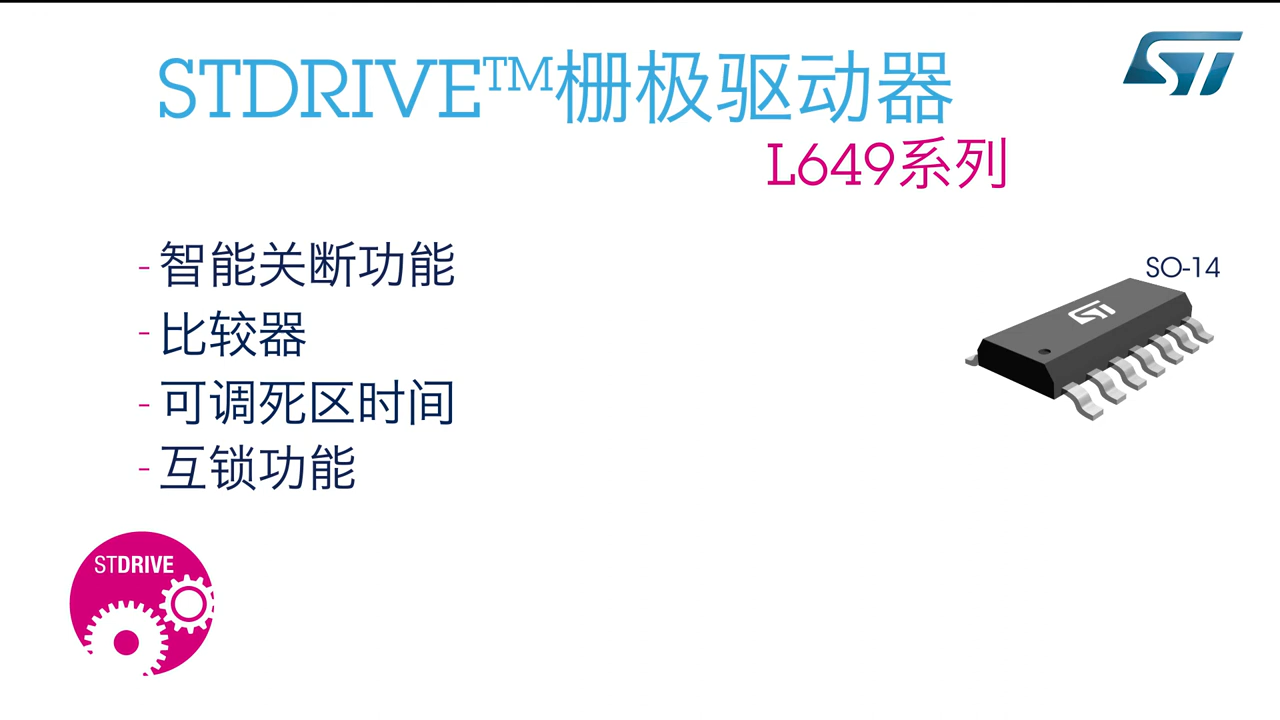 STDRIVE™栅极驱动器
ST
L649系列
- 智能关断功能
SO-14
ST
- 比较器
- 可调死区时间
- 互锁功能
STDRIVE